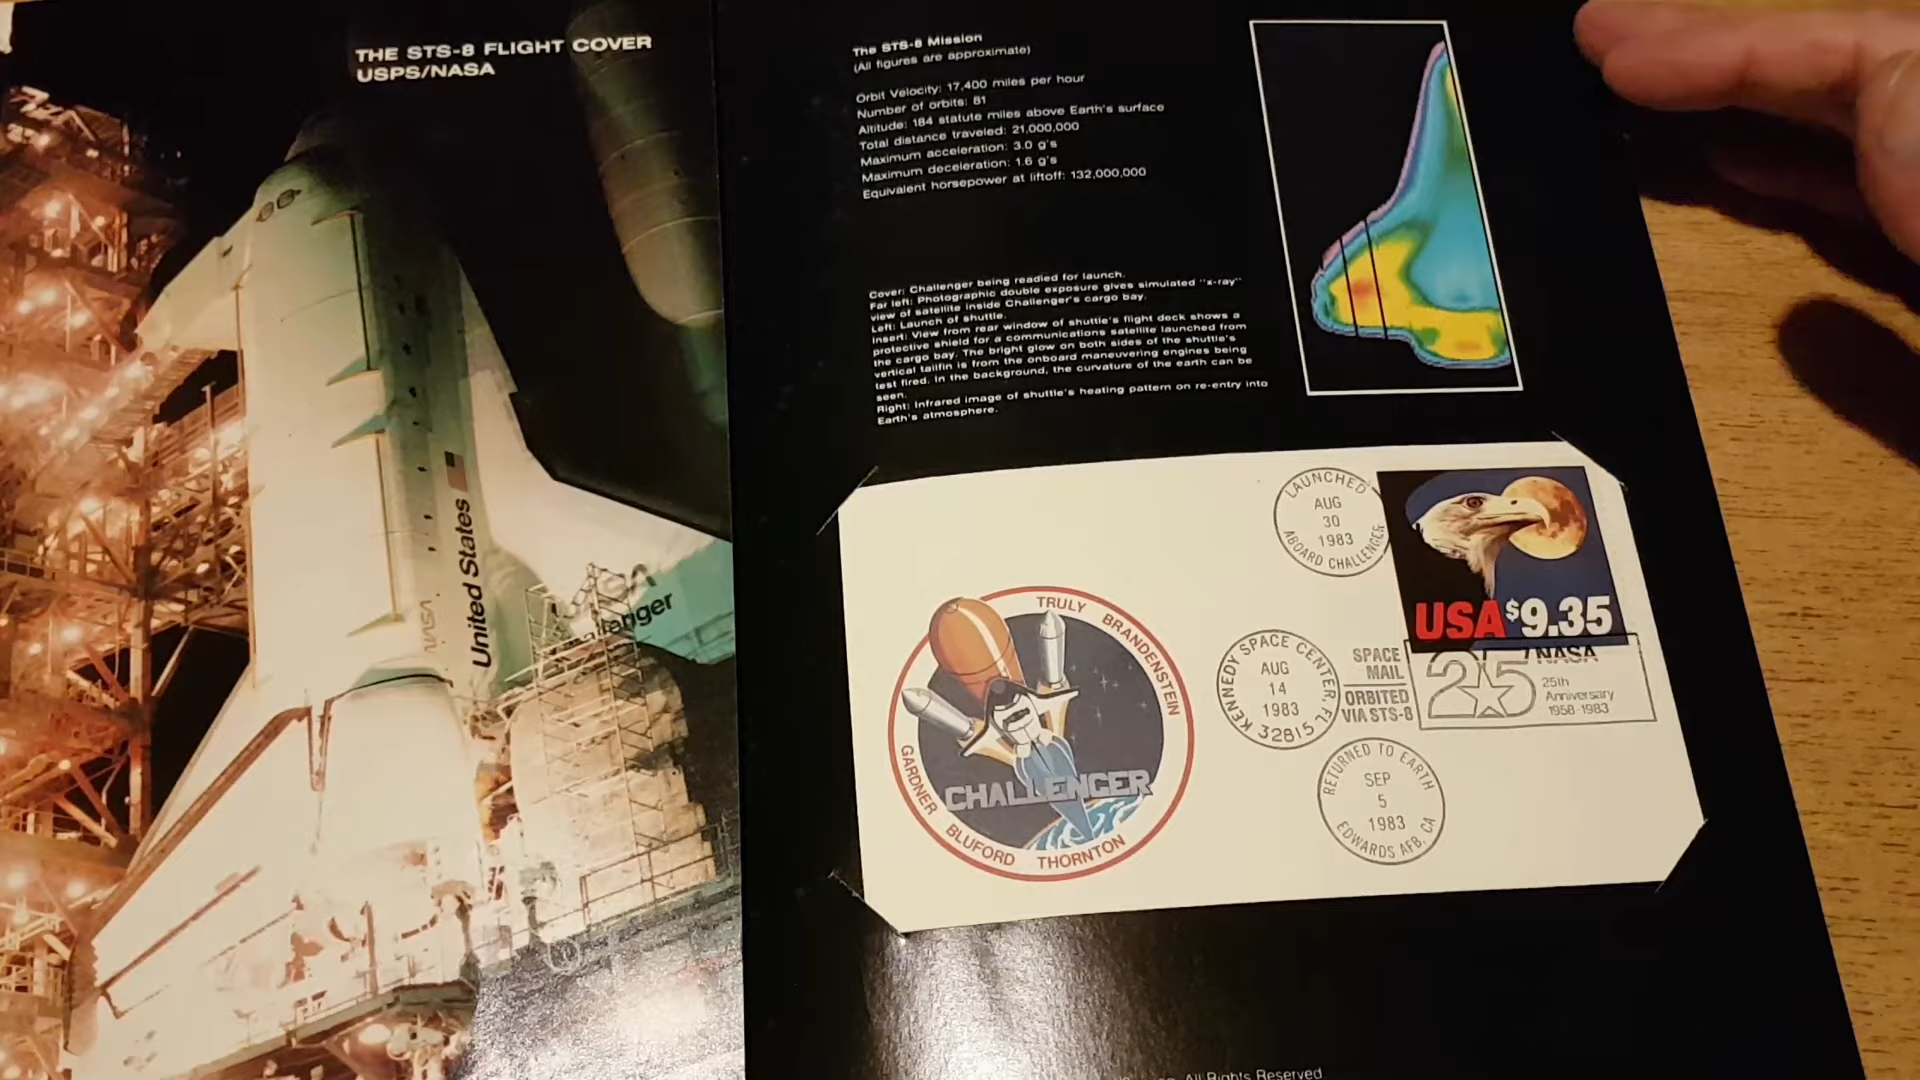 THE STS-8 FLIGHT COVER
USPS/NASA
United States
NASA
Challenger
The STS-8 Mission
(All figures are approximate)
Orbit Velocity: 17,400 miles per hour
Number of orbits: 81
Altitude: 184 statute miles above Earth's surface
Total distance traveled: 21,000,000
Maximum acceleration: 3.0 g's
Maximum deceleration: 1.6 g's
Equivalent horsepower at liftoff: 132,000,000
Cover: Challenger being readied for launch.
Far left: Photographic double exposure gives simulated "x-ray"
view of satellite inside Challenger's cargo bay.
Left: Launch of shuttle.
Insert: View from rear window of shuttle's flight deck shows a
protective shield for a communications satellite launched from
the cargo bay. The bright glow on both sides of the shuttle's
vertical tailfin is from the onboard maneuvering engines being
test fired. In the background, the curvature of the earth can be
seen.
Right: Infrared image of shuttle's heating pattern on re-entry into
Earth's atmosphere.
LAUNCHED
AUG
30
1983
ABOARD CHALLENGER
USA $9.35
TRULY BRANDENSTEIN
GARDNER BLUFORD THORNTON
CHALLENGER
KENNEDY SPACE CENTER, FL
AUG
14
1983
32815
SPACE
MAIL
ORBITED
VIA STS-8
NASA
25
25th
Anniversary
1958-1983
RETURNED TO EARTH
SEP
5
1983
EDWARDS AFB, CA
All Rights Reserved